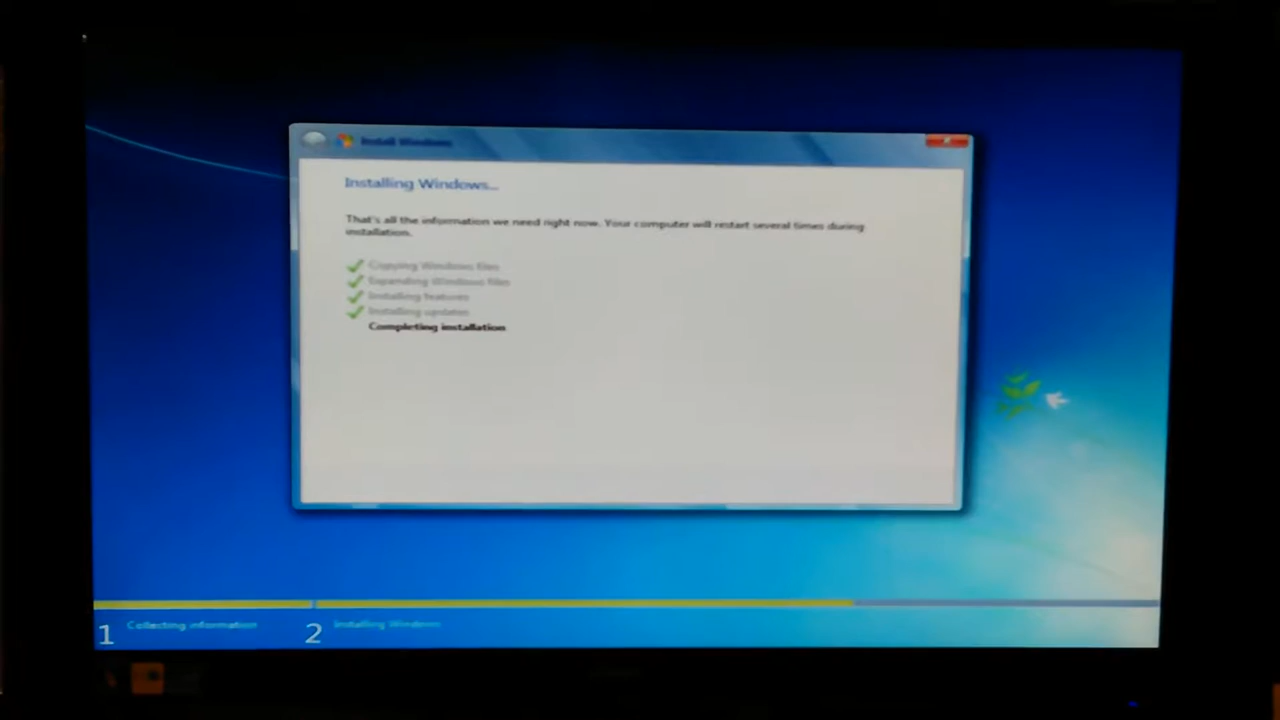 Install Windows
Installing Windows...
That's all the information we need right now. Your computer will restart several times during
installation.
Copying Windows files
Expanding Windows files
Installing features
Installing updates
Completing installation
1 Collecting information
2 Installing Windows